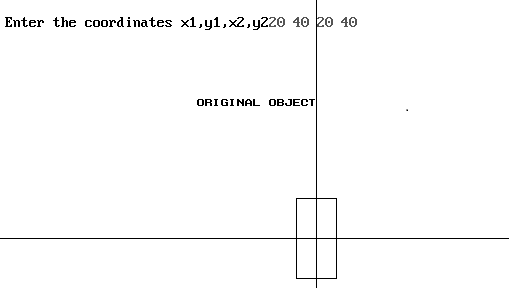 Enter the coordinates x1,y1,x2,y220 40 20 40
ORIGINAL OBJECT